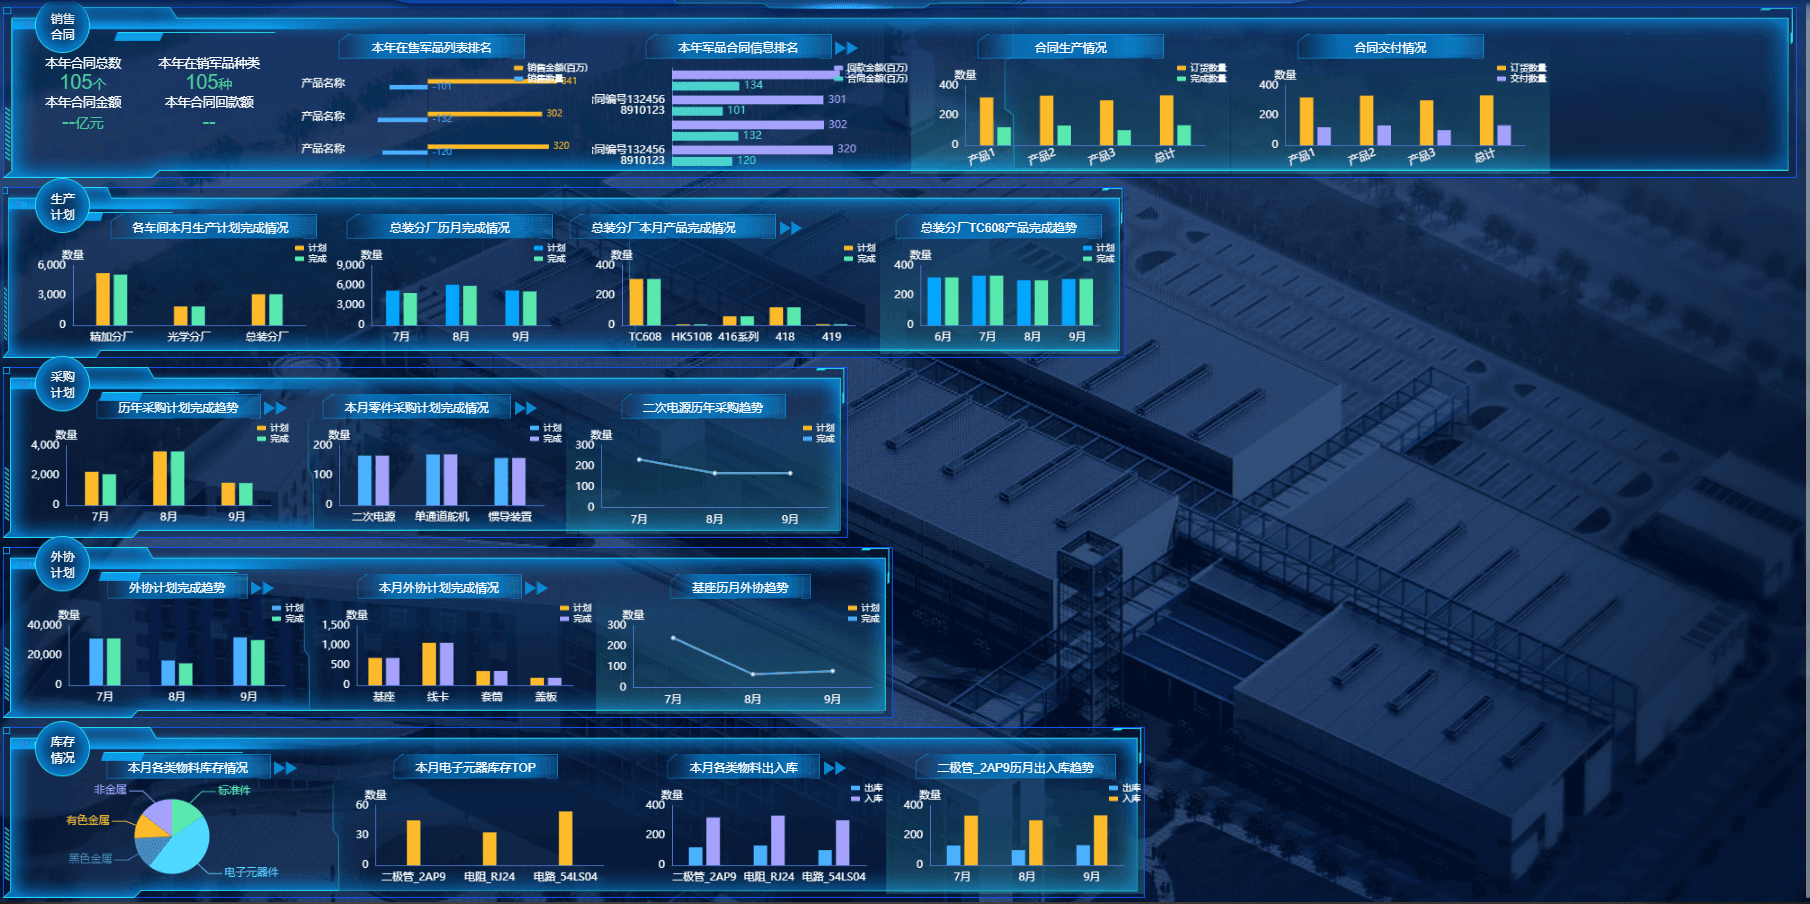 销售
合同
本年合同总数
105个
本年合同金额
--亿元
本年在销军品种类
105种
本年合同回款额
--
本年在售军品列表排名
销售金额(百万)
销售数量
产品名称
341
-101
产品名称
302
-132
产品名称
320
-120
本年军品合同信息排名
回款金额(百万)
合同金额(百万)
134
合同编号132456
8910123
301
101
302
132
合同编号132456
8910123
320
120
合同生产情况
订货数量
完成数量
数量
400
200
0
产品1
产品2
产品3
总计
合同交付情况
订货数量
交付数量
数量
400
200
0
产品1
产品2
产品3
总计
生产
计划
各车间本月生产计划完成情况
计划
完成
数量
6,000
3,000
0
精加分厂
光学分厂
总装分厂
总装分厂历月完成情况
计划
完成
数量
9,000
6,000
3,000
0
7月
8月
9月
总装分厂本月产品完成情况
计划
完成
数量
400
200
0
TC608
HK510B
416系列
418
419
总装分厂TC608产品完成趋势
计划
完成
数量
400
200
0
6月
7月
8月
9月
采购
计划
历年采购计划完成趋势
计划
完成
数量
4,000
2,000
0
7月
8月
9月
本月零件采购计划完成情况
计划
完成
数量
200
100
0
二次电源
单通道舵机
惯导装置
二次电源历年采购趋势
计划
完成
数量
300
200
100
0
7月
8月
9月
外协
计划
外协计划完成趋势
计划
完成
数量
40,000
20,000
0
7月
8月
9月
本月外协计划完成情况
计划
完成
数量
1,500
1,000
500
0
基座
线卡
套筒
盖板
基座历月外协趋势
计划
完成
数量
300
200
100
0
7月
8月
9月
库存
情况
本月各类物料库存情况
非金属
标准件
有色金属
黑色金属
电子元器件
本月电子元器库存TOP
数量
60
30
0
二极管_2AP9
电阻_RJ24
电路_54LS04
本月各类物料出入库
出库
入库
数量
400
200
0
二极管_2AP9
电阻_RJ24
电路_54LS04
二极管_2AP9历月出入库趋势
出库
入库
数量
400
200
0
7月
8月
9月